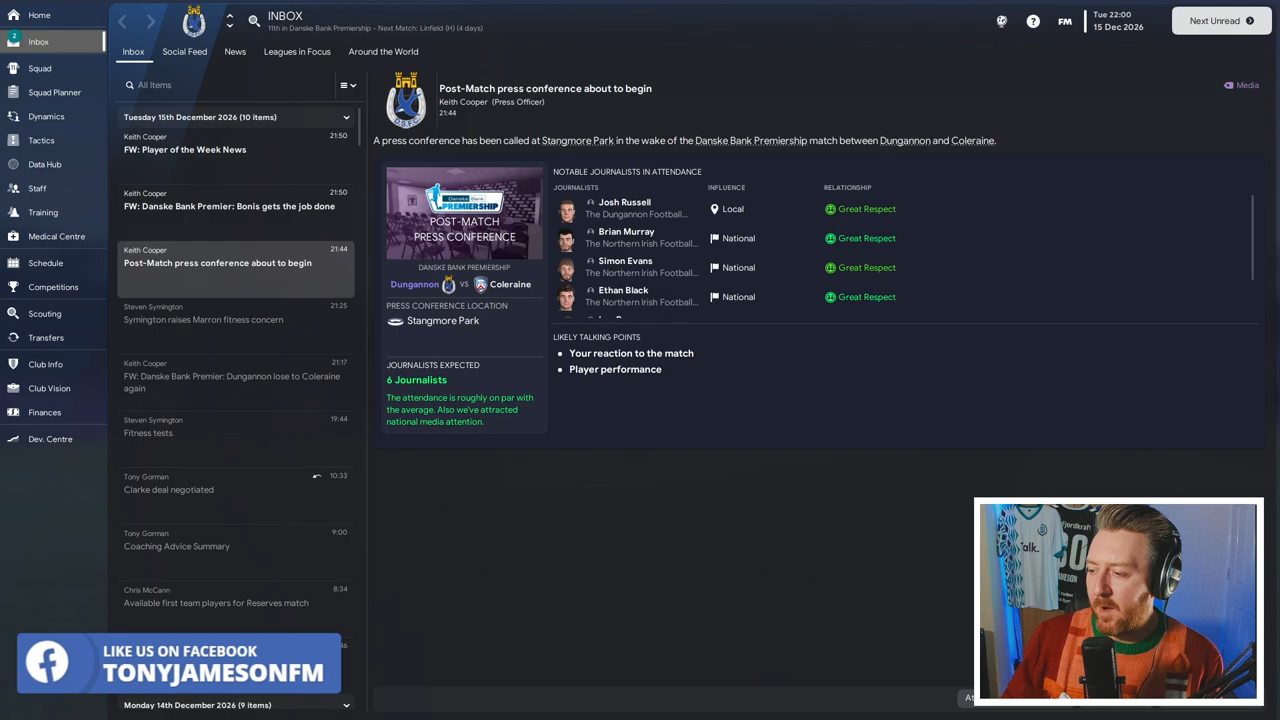 Home
2
Inbox
Squad
Squad Planner
Dynamics
Tactics
Data Hub
Staff
Training
Medical Centre
Schedule
Competitions
Scouting
Transfers
Club Info
Club Vision
Finances
Dev. Centre
INBOX
11th in Danske Bank Premiership - Next Match: Linfield (H) (4 days)
FM
Tue 22:00
15 Dec 2026
Next Unread
Inbox
Social Feed
News
Leagues in Focus
Around the World
All Items
Tuesday 15th December 2026 (10 items)
Keith Cooper 21:50
FW: Player of the Week News
Keith Cooper 21:50
FW: Danske Bank Premier: Bonis gets the job done
Keith Cooper 21:44
Post-Match press conference about to begin
Steven Symington 21:25
Symington raises Marron fitness concern
Keith Cooper 21:17
FW: Danske Bank Premier: Dungannon lose to Coleraine
again
Steven Symington 19:44
Fitness tests
Tony Gorman 10:33
Clarke deal negotiated
Tony Gorman 9:00
Coaching Advice Summary
Chris McCann 8:34
Available first team players for Reserves match
46
Monday 14th December 2026 (9 items)
D.S.F.C.
Post-Match press conference about to begin
Keith Cooper (Press Officer)
21:44
Media
A press conference has been called at Stangmore Park in the wake of the Danske Bank Premiership match between Dungannon and Coleraine.
Danske Bank
PREMIERSHIP
POST-MATCH
PRESS CONFERENCE
DANSKE BANK PREMIERSHIP
Dungannon VS Coleraine
PRESS CONFERENCE LOCATION
Stangmore Park
JOURNALISTS EXPECTED
6 Journalists
The attendance is roughly on par with
the average. Also we've attracted
national media attention.
NOTABLE JOURNALISTS IN ATTENDANCE
JOURNALISTS INFLUENCE RELATIONSHIP
Josh Russell
The Dungannon Football... Local Great Respect
Brian Murray
The Northern Irish Football... National Great Respect
Simon Evans
The Northern Irish Football... National Great Respect
Ethan Black
The Northern Irish Football... National Great Respect
LIKELY TALKING POINTS
Your reaction to the match
Player performance
At
Talk.
Fjordkraft
JAMESON
LIKE US ON FACEBOOK
TONYJAMESONFM